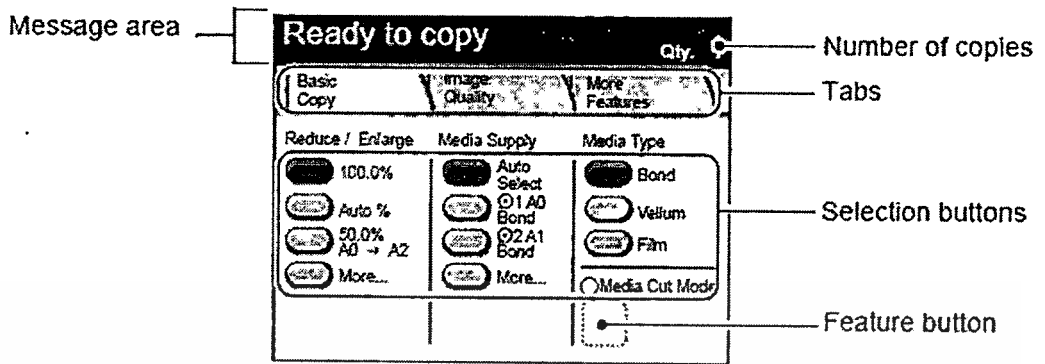 Message area
Ready to copy
Qty.
Number of copies
Basic
Copy
Image
Quality
More
Features
Tabs
Reduce / Enlarge
Media Supply
Media Type
100.0%
Auto
Select
Bond
Auto %
1 A0
Bond
Vellum
Selection buttons
50.0%
A0 → A2
2 A1
Bond
Film
More...
More...
Media Cut Mode
Feature button